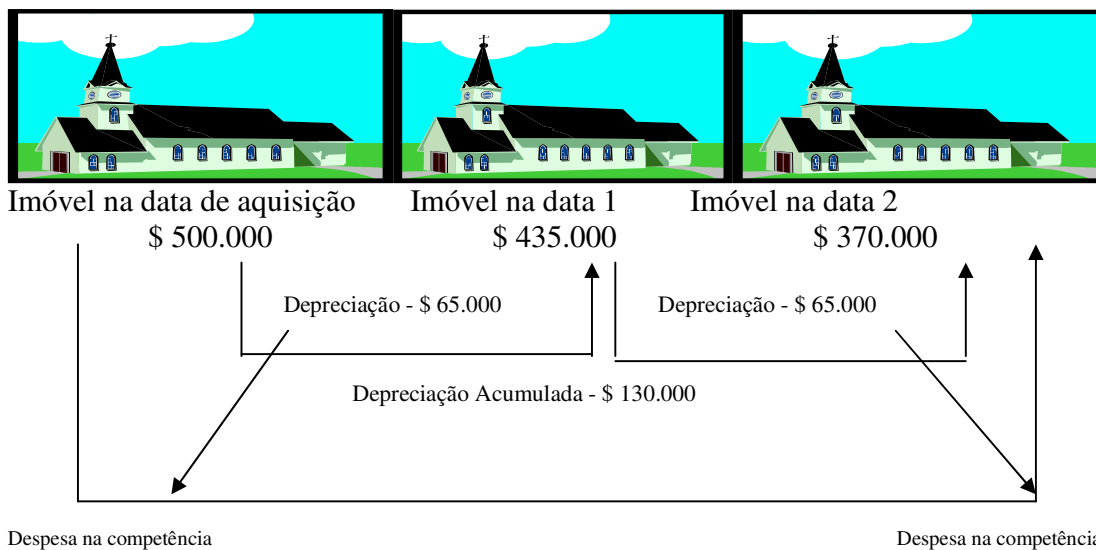 Imóvel na data de aquisição
Imóvel na data 1
Imóvel na data 2
$ 500.000
$ 435.000
$ 370.000
Depreciação - $ 65.000
Depreciação - $ 65.000
Depreciação Acumulada - $ 130.000
Despesa na competência
Despesa na competência